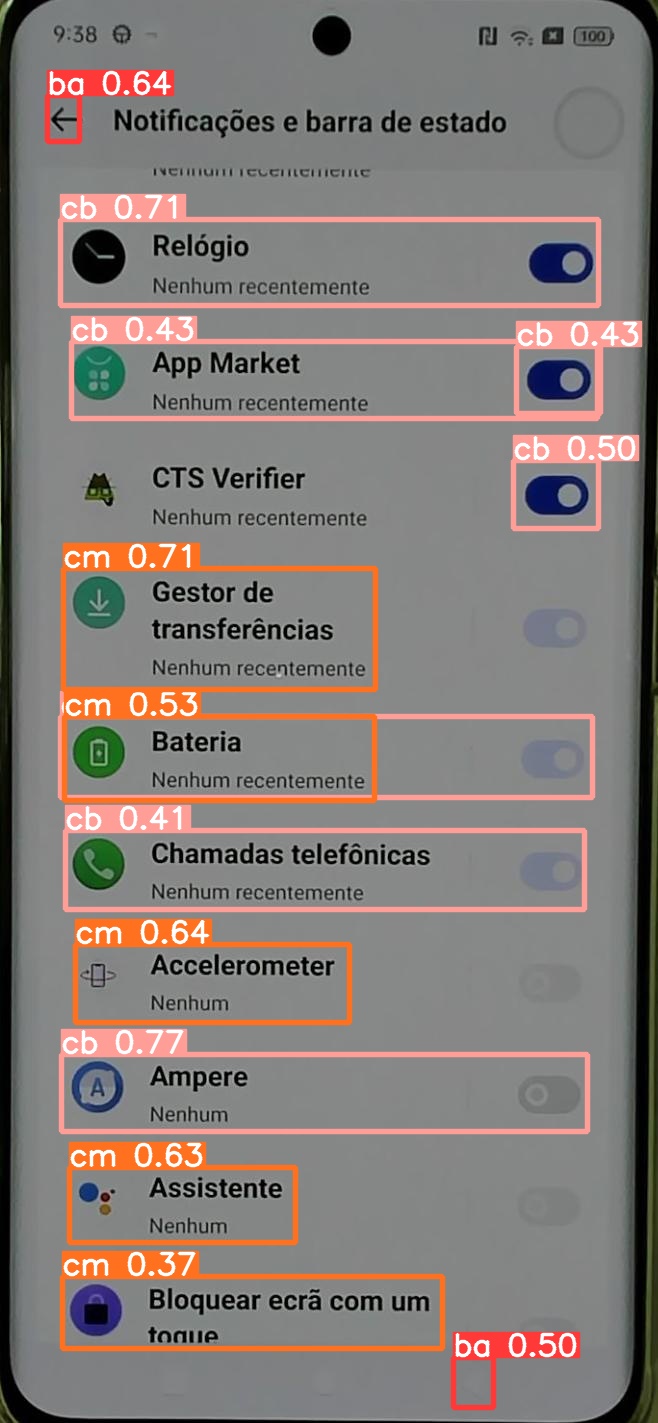 9:38 100
ba 0.64
Notificações e barra de estado
Nenhum recentemente
cb 0.71
Relógio
Nenhum recentemente
cb 0.43
cb 0.43
App Market
Nenhum recentemente
cb 0.50
CTS Verifier
Nenhum recentemente
cm 0.71
Gestor de
transferências
Nenhum recentemente
cm 0.53
Bateria
Nenhum recentemente
cb 0.41
Chamadas telefônicas
Nenhum recentemente
cm 0.64
Accelerometer
Nenhum
cb 0.77
A
Ampere
Nenhum
cm 0.63
Assistente
Nenhum
cm 0.37
Bloquear ecrã com um
toque
ba 0.50